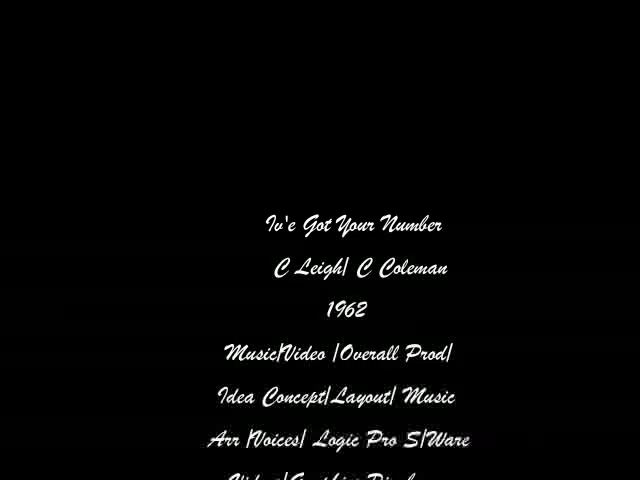 Iv'e Got Your Number
C Leigh| C Coleman
1962
Music|Video |Overall Prod|
Idea Concept|Layout| Music
Arr |Voices| Logic Pro S|Ware